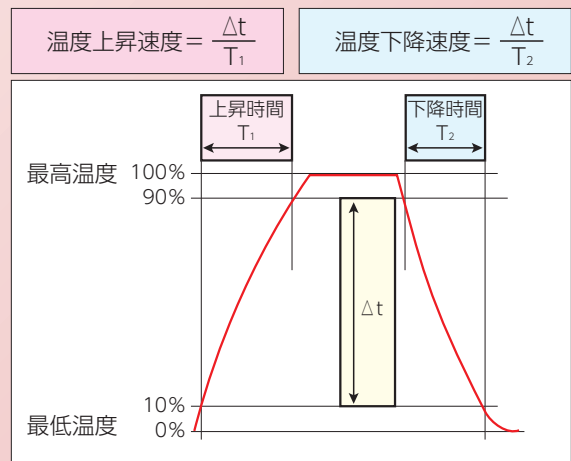 温度上昇速度＝Δt/T₁
温度下降速度＝Δt/T₂
上昇時間
T₁
下降時間
T₂
最高温度 100%
90%
Δt
10%
最低温度 0%